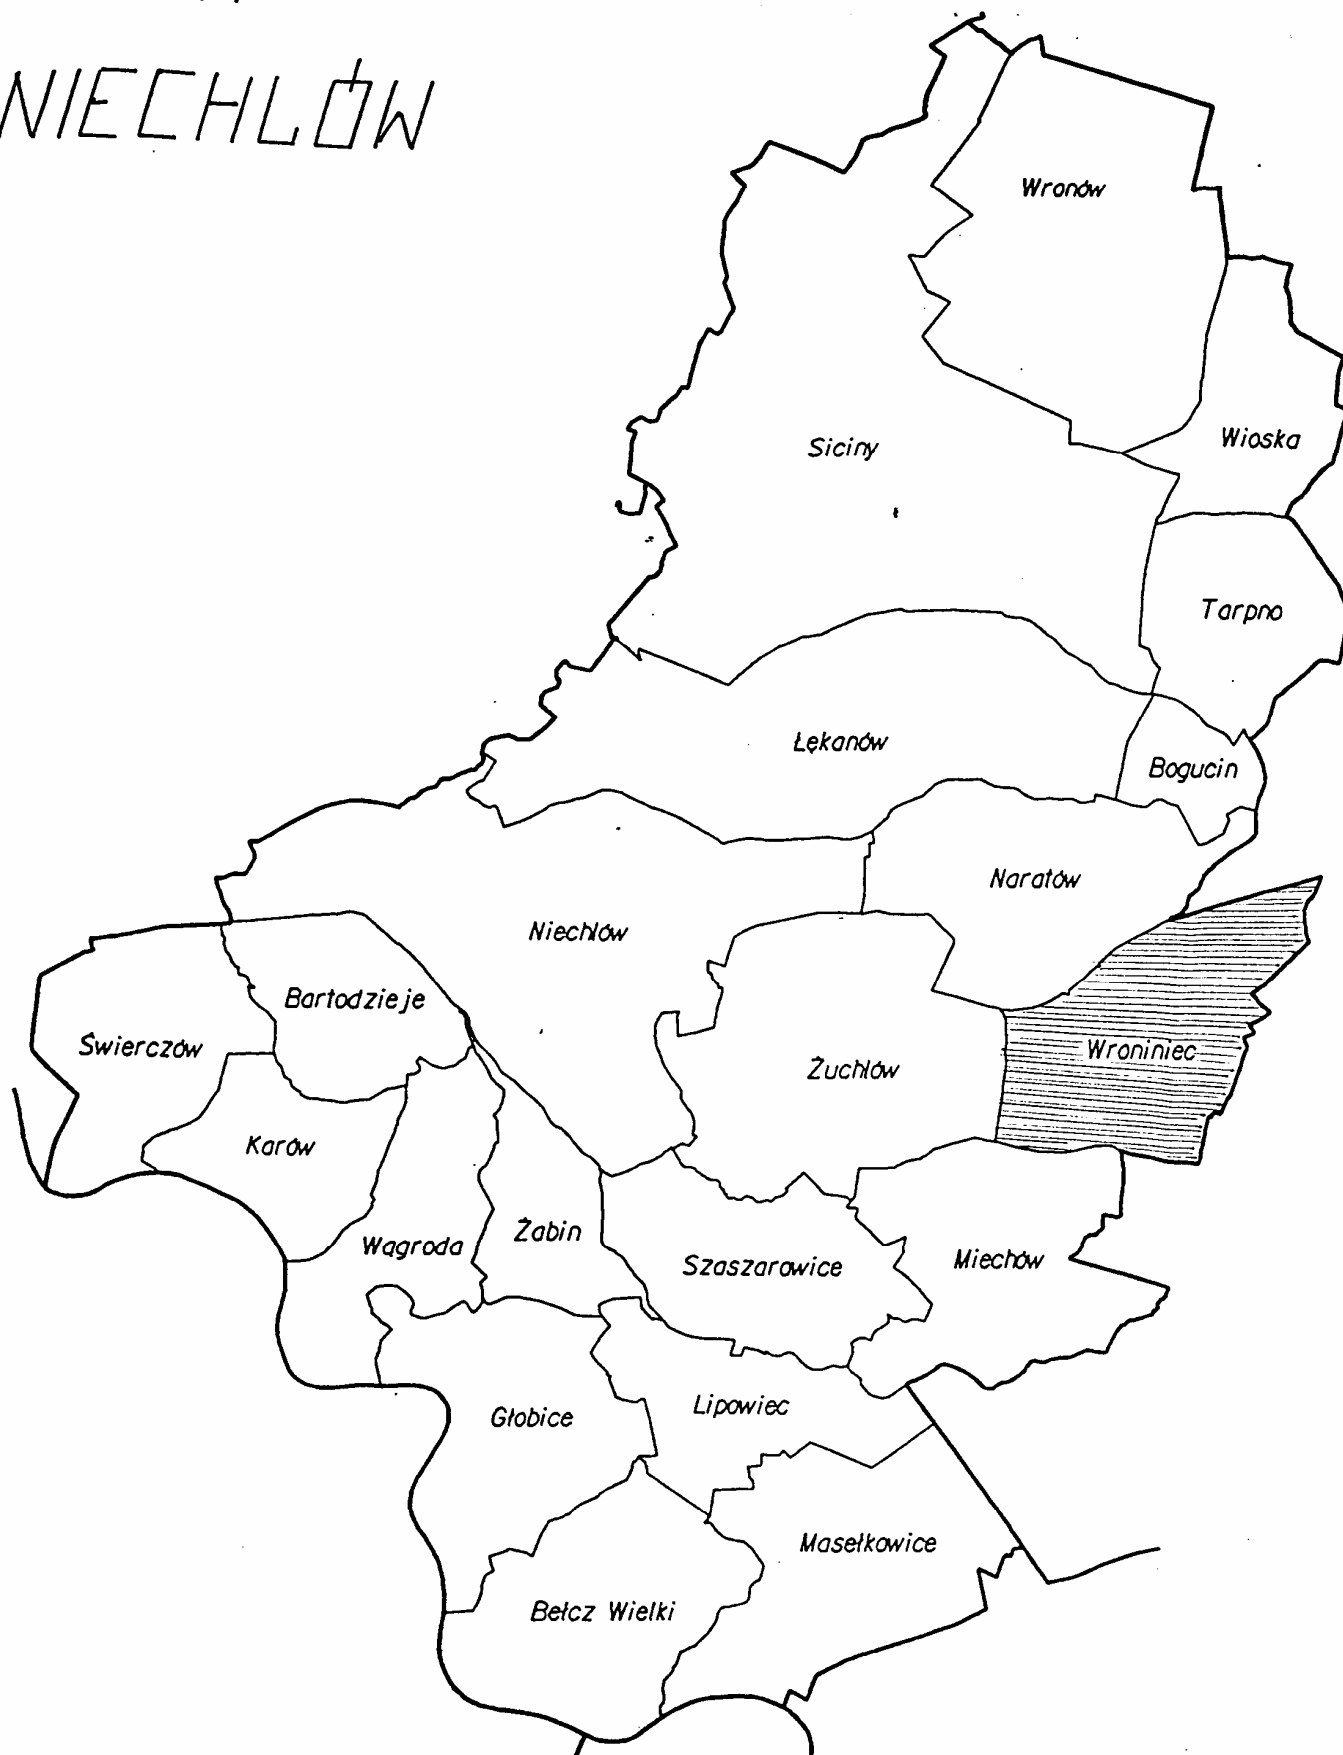 NIECHLÓW
Wronów
Wioska
Siciny
Tarpno
Łękanów
Bogucin
Naratów
Niechlów
Bartodzieje
Świerczów
Wroniniec
Żuchlów
Karów
Żabin
Wągroda
Szaszarowice
Miechów
Lipowiec
Głobice
Masełkowice
Bełcz Wielki